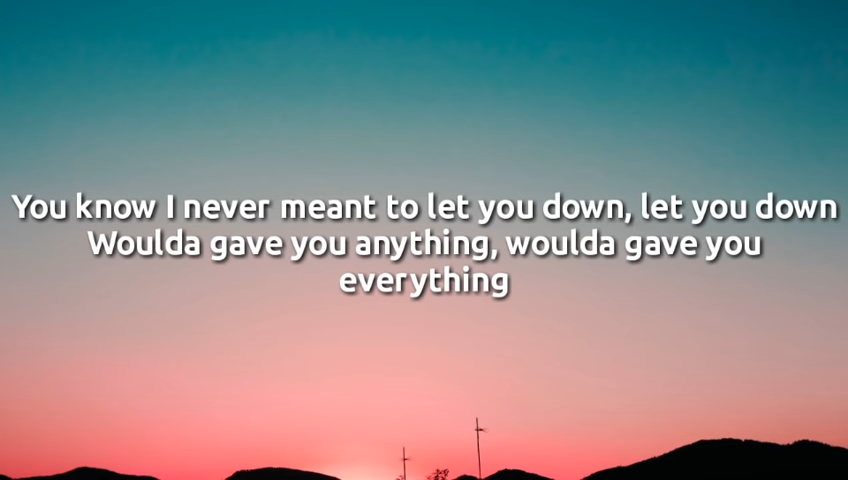 You know I never meant to let you down, let you down
Woulda gave you anything, woulda gave you
everything